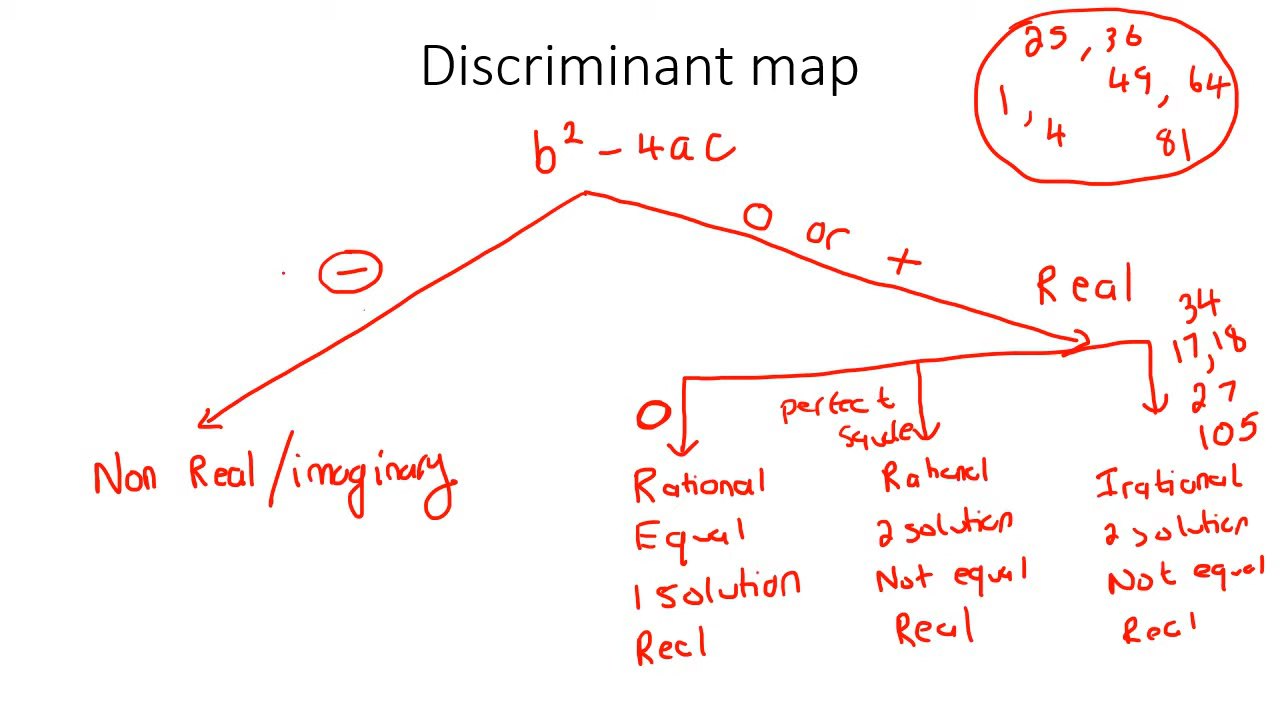 Discriminant map
25, 36
49, 64
1, 4
81
b² - 4ac
0 or +
-
Real
34
17, 18
27
105
0
perfect
square
Non Real/imaginary
Rational
Equal
1 solution
Real
Rational
2 solution
Not equal
Real
Irational
2 solution
Not equal
Real